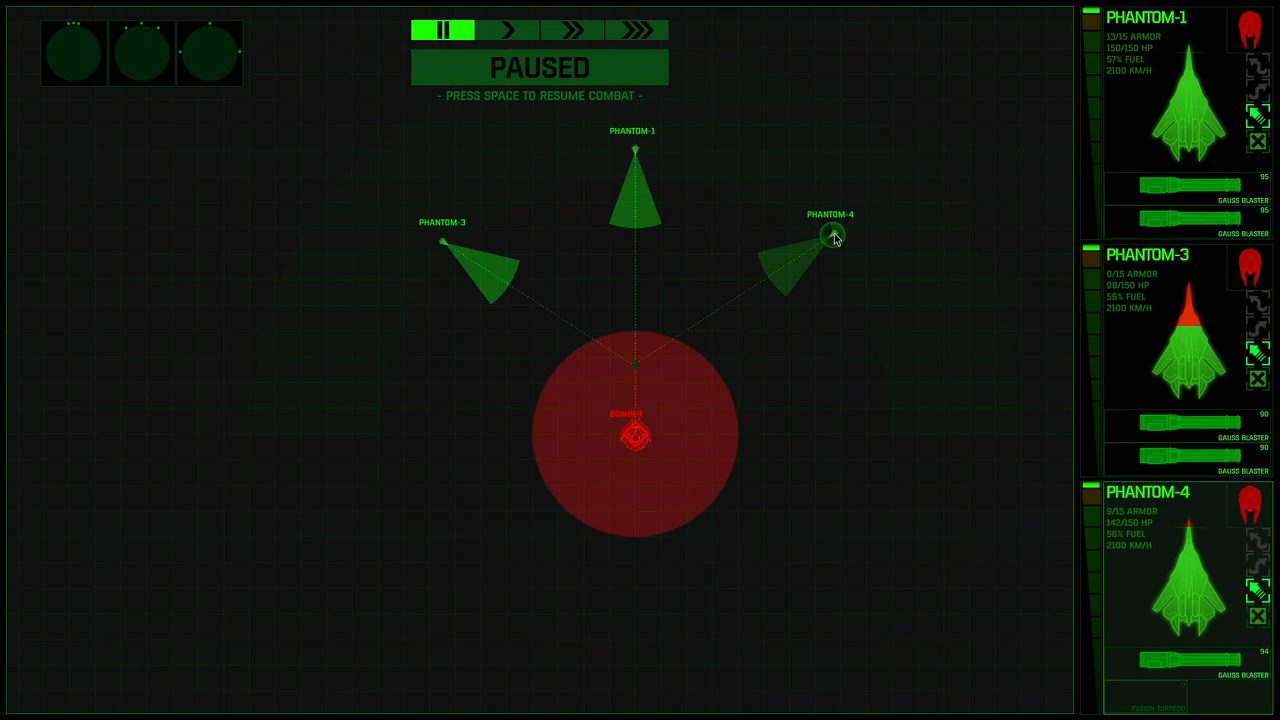 PAUSED
- PRESS SPACE TO RESUME COMBAT -
PHANTOM-1
PHANTOM-3
PHANTOM-4
BOMBER
PHANTOM-1
13/15 ARMOR
150/150 HP
57% FUEL
2100 KM/H
95
GAUSS BLASTER
95
GAUSS BLASTER
PHANTOM-3
0/15 ARMOR
98/150 HP
56% FUEL
2100 KM/H
90
GAUSS BLASTER
90
GAUSS BLASTER
PHANTOM-4
9/15 ARMOR
142/150 HP
56% FUEL
2100 KM/H
94
GAUSS BLASTER
0
FUSION TORPEDO